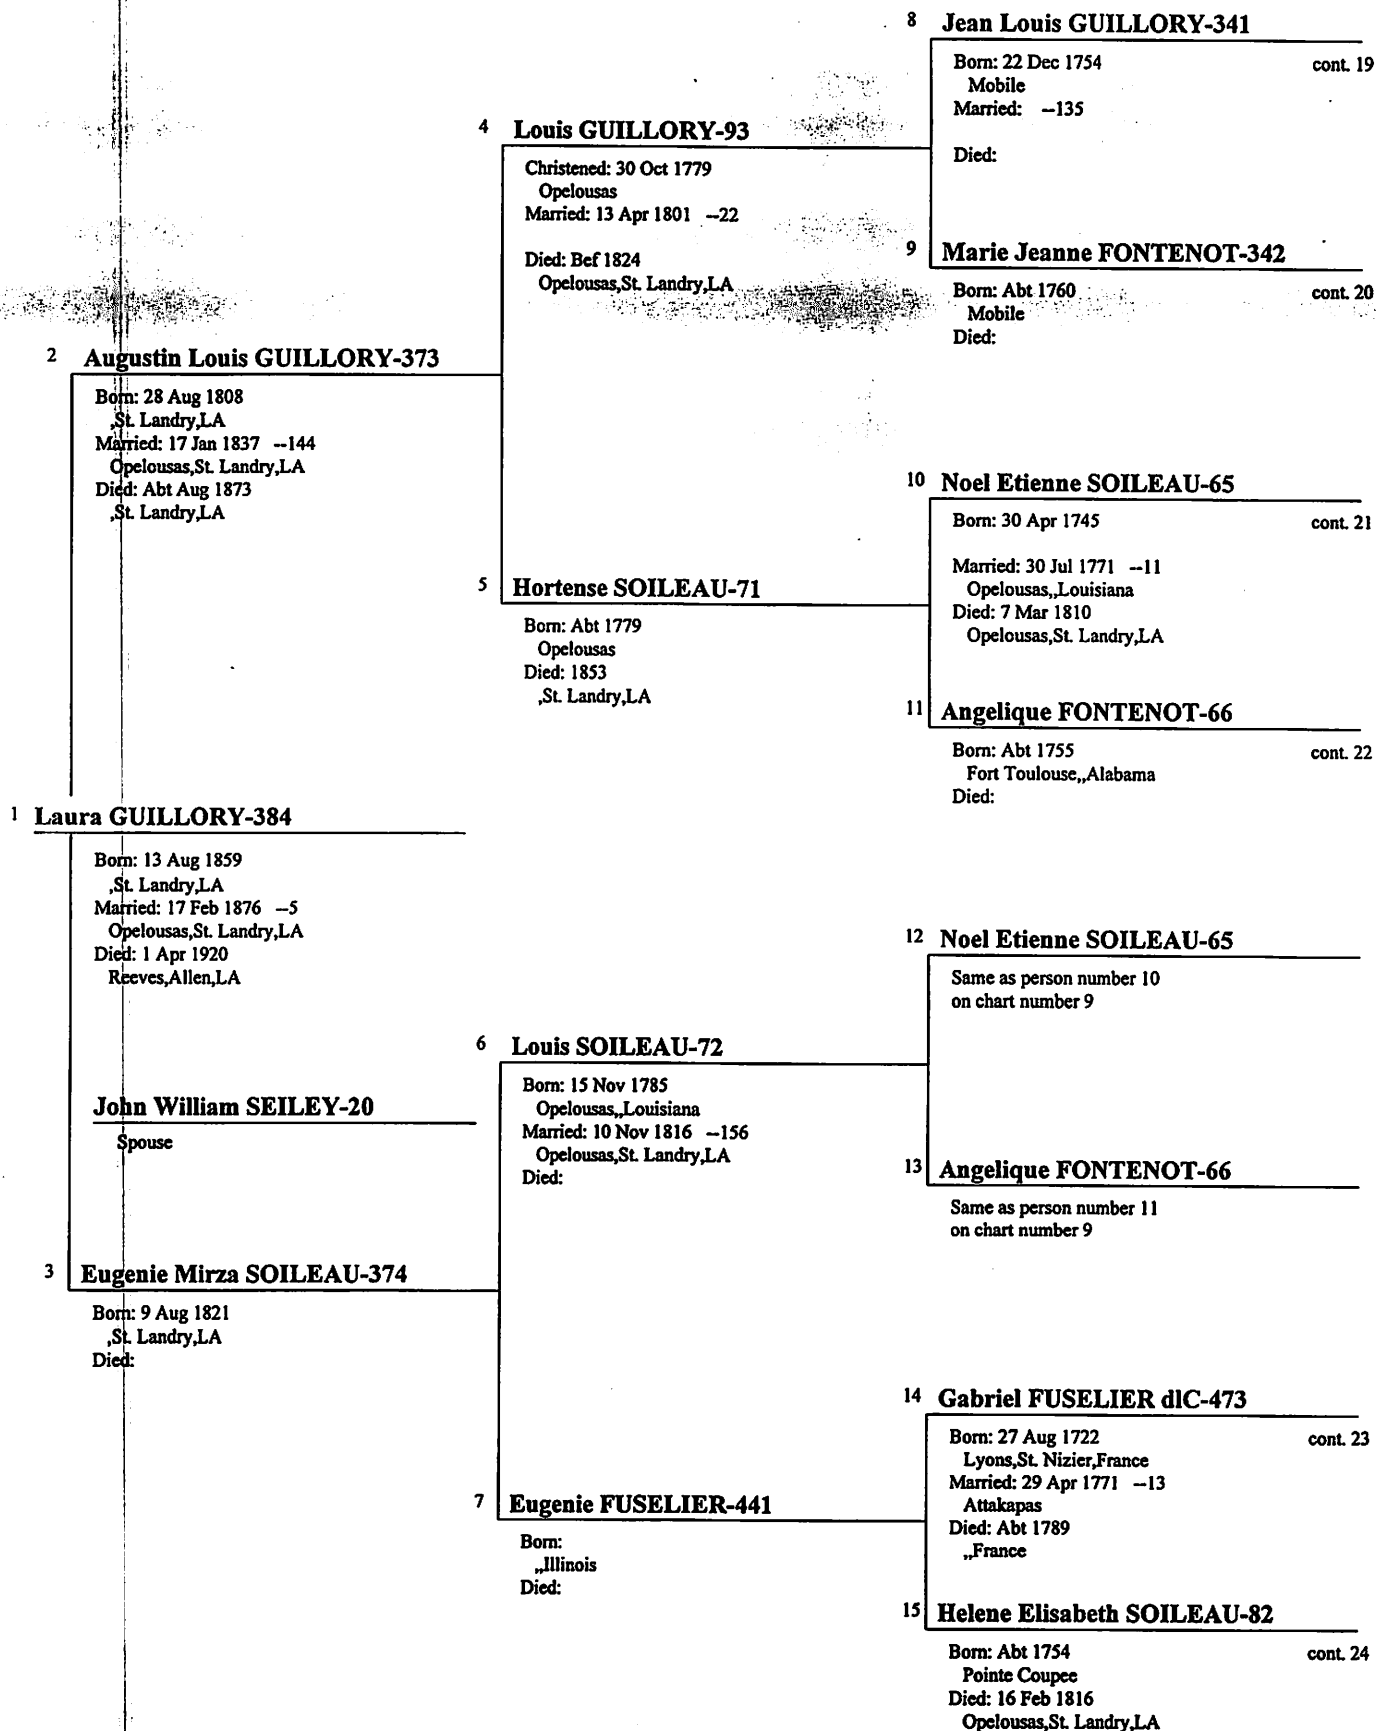 8 Jean Louis GUILLORY-341
Born: 22 Dec 1754 cont. 19
Mobile
Married: --135
Died:
4 Louis GUILLORY-93
Christened: 30 Oct 1779
Opelousas
Married: 13 Apr 1801 --22
Died: Bef 1824
Opelousas,St. Landry,LA
9 Marie Jeanne FONTENOT-342
Born: Abt 1760 cont. 20
Mobile
Died:
2 Augustin Louis GUILLORY-373
Born: 28 Aug 1808
,St. Landry,LA
Married: 17 Jan 1837 --144
Opelousas,St. Landry,LA
Died: Abt Aug 1873
,St. Landry,LA
10 Noel Etienne SOILEAU-65
Born: 30 Apr 1745 cont. 21
Married: 30 Jul 1771 --11
Opelousas,,Louisiana
Died: 7 Mar 1810
Opelousas,St. Landry,LA
5 Hortense SOILEAU-71
Born: Abt 1779
Opelousas
Died: 1853
,St. Landry,LA
11 Angelique FONTENOT-66
Born: Abt 1755 cont. 22
Fort Toulouse,,Alabama
Died:
1 Laura GUILLORY-384
Born: 13 Aug 1859
,St. Landry,LA
Married: 17 Feb 1876 --5
Opelousas,St. Landry,LA
Died: 1 Apr 1920
Reeves,Allen,LA
12 Noel Etienne SOILEAU-65
Same as person number 10
on chart number 9
6 Louis SOILEAU-72
Born: 15 Nov 1785
Opelousas,,Louisiana
Married: 10 Nov 1816 --156
Opelousas,St. Landry,LA
Died:
John William SEILEY-20
Spouse
13 Angelique FONTENOT-66
Same as person number 11
on chart number 9
3 Eugenie Mirza SOILEAU-374
Born: 9 Aug 1821
,St. Landry,LA
Died:
14 Gabriel FUSELIER dlC-473
Born: 27 Aug 1722 cont. 23
Lyons,St. Nizier,France
Married: 29 Apr 1771 --13
Attakapas
Died: Abt 1789
,,France
7 Eugenie FUSELIER-441
Born:
,,Illinois
Died:
15 Helene Elisabeth SOILEAU-82
Born: Abt 1754 cont. 24
Pointe Coupee
Died: 16 Feb 1816
Opelousas,St. Landry,LA